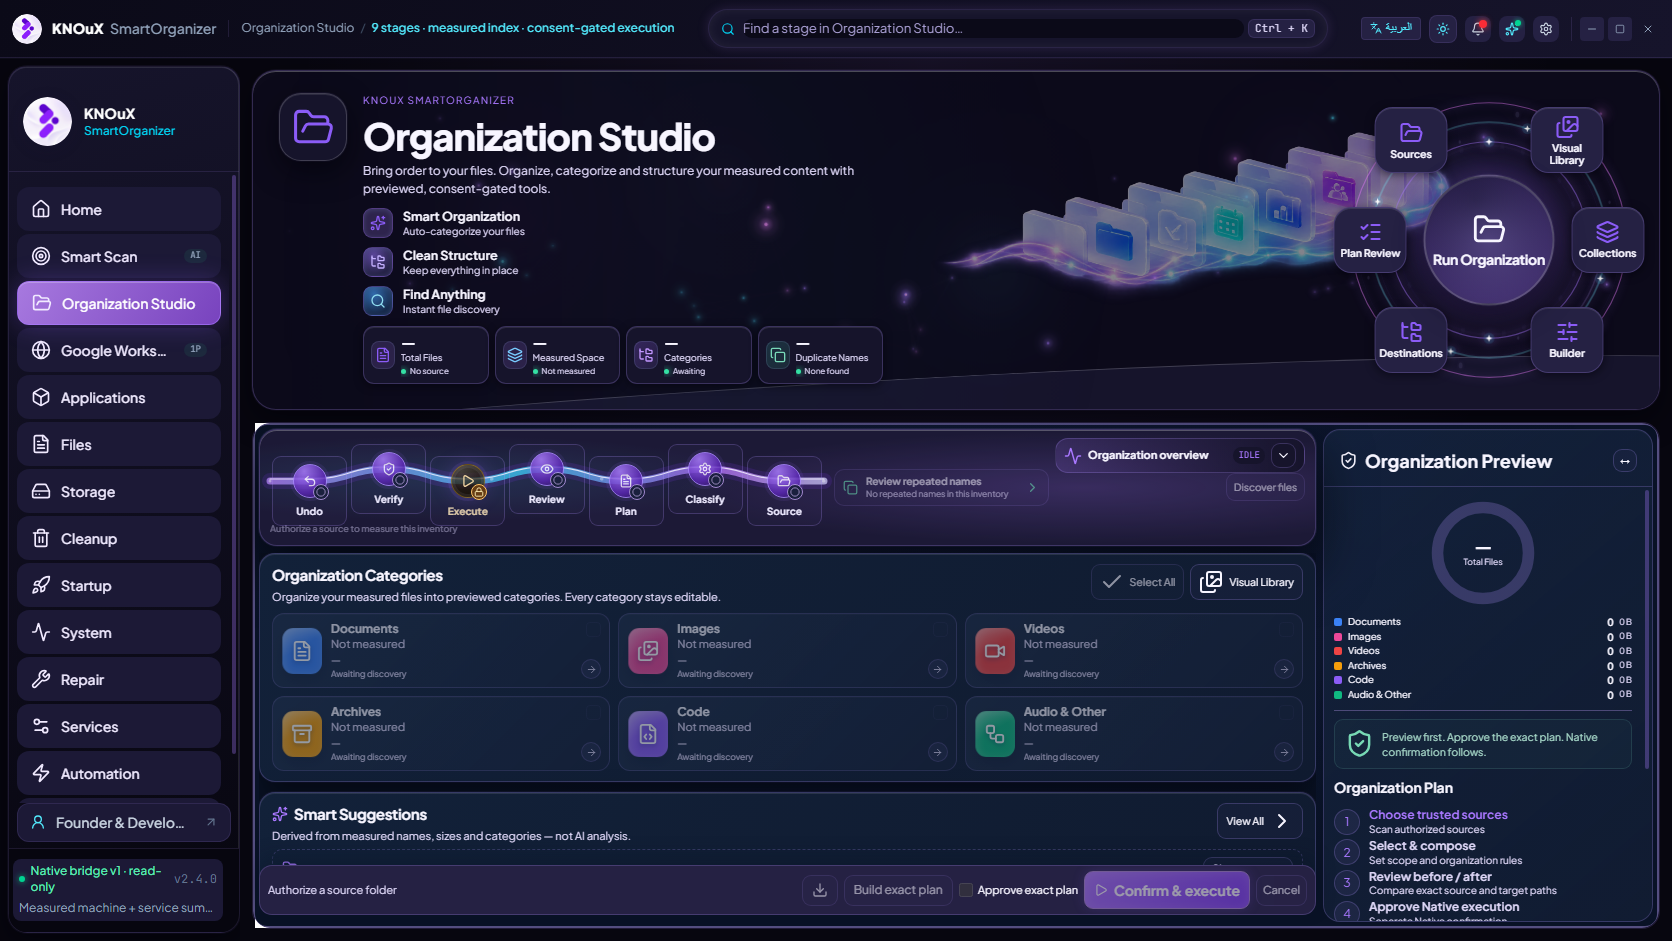 KNOuX SmartOrganizer
Organization Studio / 9 stages · measured index · consent-gated execution
Find a stage in Organization Studio...
Ctrl + K
العربية
KNOuX
SmartOrganizer
Home
Smart Scan AI
Organization Studio
Google Works... 1P
Applications
Files
Storage
Cleanup
Startup
System
Repair
Services
Automation
Founder & Develo...
Native bridge v1 · read-only v2.4.0
Measured machine + service sum...
KNOUX SMARTORGANIZER
Organization Studio
Bring order to your files. Organize, categorize and structure your measured content with
previewed, consent-gated tools.
Smart Organization
Auto-categorize your files
Clean Structure
Keep everything in place
Find Anything
Instant file discovery
—
Total Files
No source
—
Measured Space
Not measured
—
Categories
Awaiting
—
Duplicate Names
None found
Sources
Visual
Library
Plan Review
Run Organization
Collections
Destinations
Builder
Undo
Verify
Execute
Review
Plan
Classify
Source
Authorize a source to measure this inventory
Review repeated names
No repeated names in this inventory
Organization overview IDLE
Discover files
Organization Categories
Organize your measured files into previewed categories. Every category stays editable.
Select All
Visual Library
Documents
Not measured
—
Awaiting discovery
Images
Not measured
—
Awaiting discovery
Videos
Not measured
—
Awaiting discovery
Archives
Not measured
—
Awaiting discovery
Code
Not measured
—
Awaiting discovery
Audio & Other
Not measured
—
Awaiting discovery
Smart Suggestions
Derived from measured names, sizes and categories — not AI analysis.
View All
Authorize a source folder
Build exact plan
Approve exact plan
Confirm & execute
Cancel
Organization Preview
—
Total Files
Documents 0 0 B
Images 0 0 B
Videos 0 0 B
Archives 0 0 B
Code 0 0 B
Audio & Other 0 0 B
Preview first. Approve the exact plan. Native
confirmation follows.
Organization Plan
1 Choose trusted sources
Scan authorized sources
2 Select & compose
Set scope and organization rules
3 Review before / after
Compare exact source and target paths
4 Approve Native execution
Separate Native confirmation